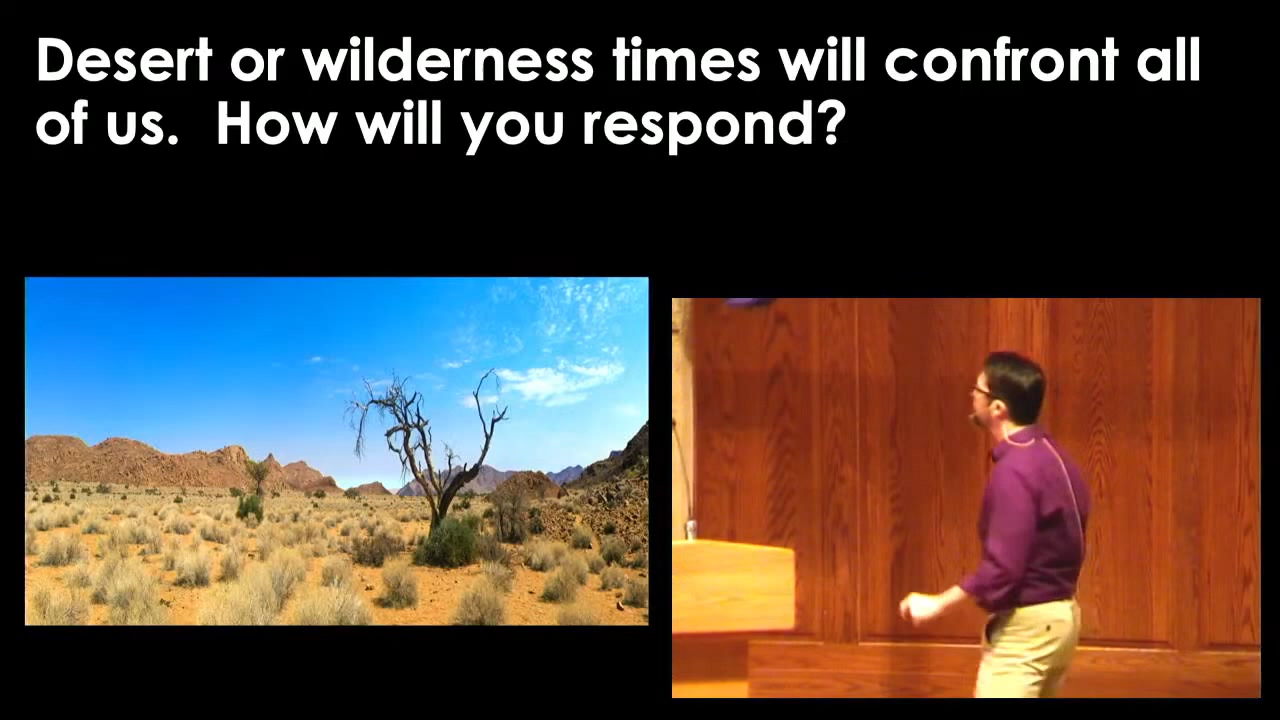 Desert or wilderness times will confront all
of us.  How will you respond?